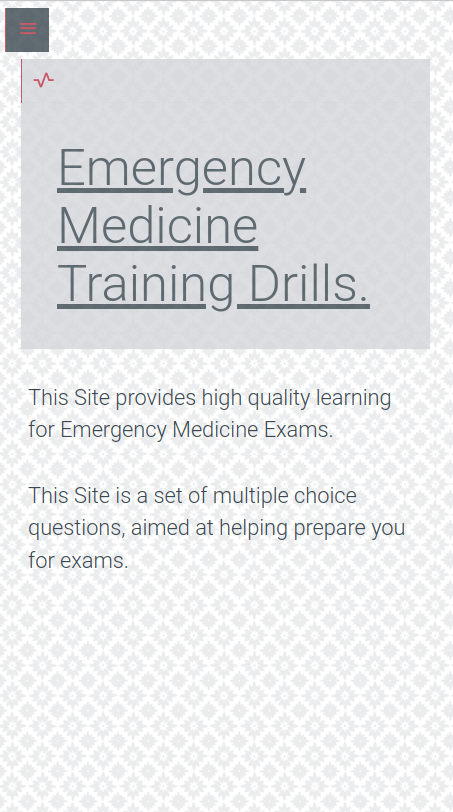 Emergency
Medicine
Training Drills.
This Site provides high quality learning
for Emergency Medicine Exams.
This Site is a set of multiple choice
questions, aimed at helping prepare you
for exams.